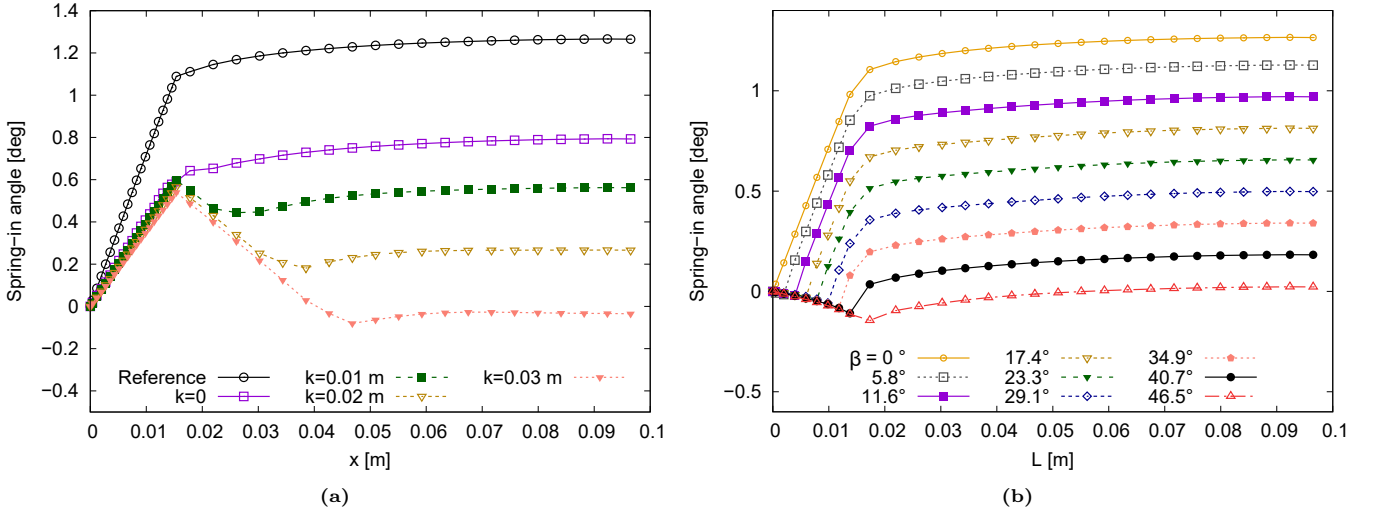 1.4
1.2
1
0.8
0.6
0.4
0.2
0
−0.2
−0.4
Spring−in angle [deg]
Reference
k=0
k=0.01 m
k=0.02 m
k=0.03 m
0 0.01 0.02 0.03 0.04 0.05 0.06 0.07 0.08 0.09 0.1
x [m]
(a)
1
0.5
0
−0.5
Spring−in angle [deg]
β = 0 °
5.8°
11.6°
17.4°
23.3°
29.1°
34.9°
40.7°
46.5°
0 0.01 0.02 0.03 0.04 0.05 0.06 0.07 0.08 0.09 0.1
L [m]
(b)